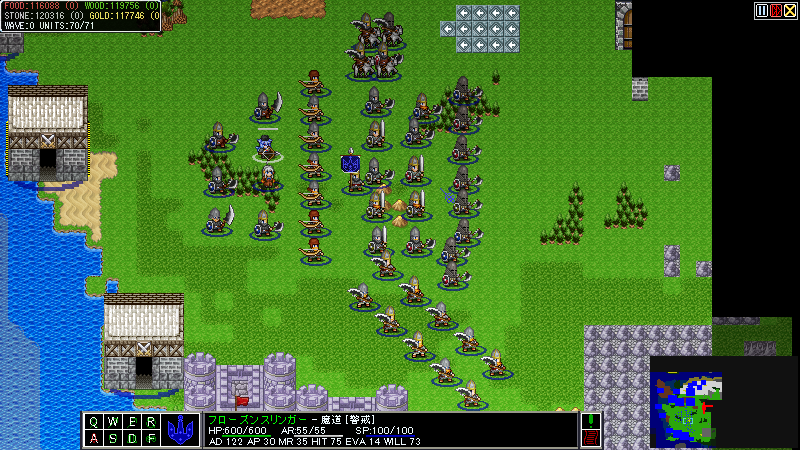 FOOD:116088 (0) WOOD:119756 (0)
STONE:120316 (0) GOLD:117746 (0)
WAVE:0 UNITS:70/71
Q W E R
A S D F
フローズンスリンガー - 魔道 [警戒]
HP:600/600 AR:55/55 SP:100/100
AD 122 AP 30 MR 35 HIT 75 EVA 14 WILL 73